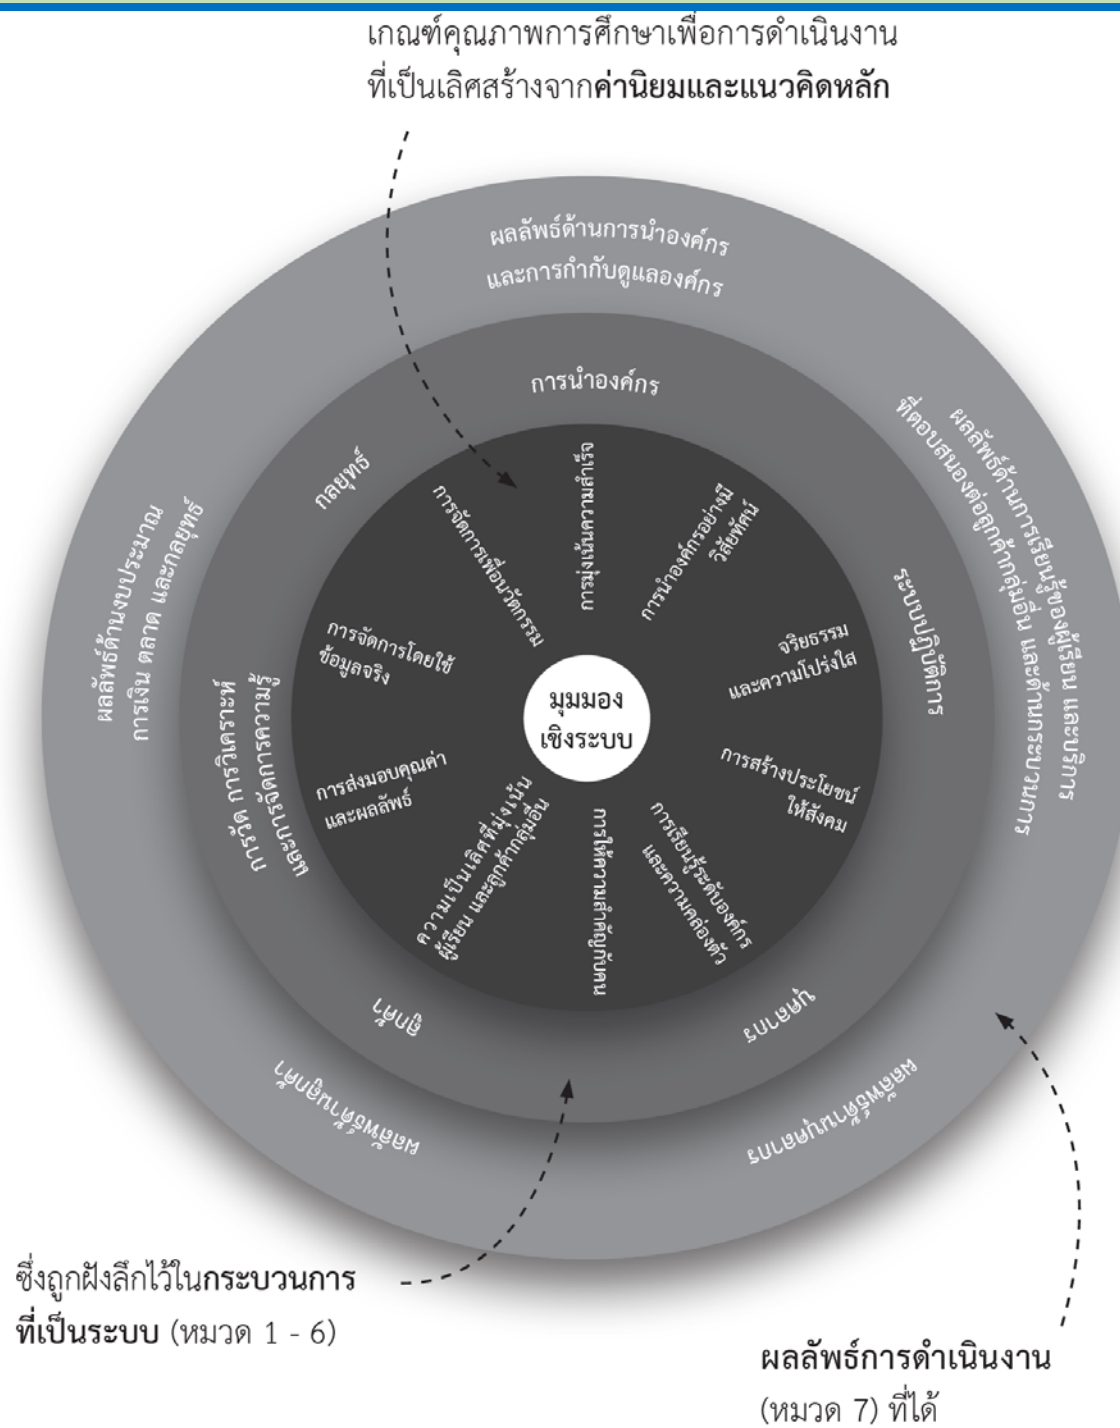 เกณฑ์คุณภาพการศึกษาเพื่อการดำเนินงาน
ที่เป็นเลิศสร้างจากค่านิยมและแนวคิดหลัก
ผลลัพธ์ด้านการนำองค์กร
และการกำกับดูแลองค์กร
ผลลัพธ์ด้านการเรียนรู้ของผู้เรียน และบริการ
ที่ตอบสนองต่อลูกค้ากลุ่มอื่น และด้านกระบวนการ
ผลลัพธ์ด้านบุคลากร
ผลลัพธ์ด้านลูกค้า
ผลลัพธ์ด้านงบประมาณ
การเงิน ตลาด และกลยุทธ์
การนำองค์กร
ระบบปฏิบัติการ
บุคลากร
ลูกค้า
การวัด การวิเคราะห์
และการจัดการความรู้
กลยุทธ์
การมุ่งเน้นความสำเร็จ
การนำองค์กรอย่างมี
วิสัยทัศน์
จริยธรรม
และความโปร่งใส
การสร้างประโยชน์
ให้สังคม
การเรียนรู้ระดับองค์กร
และความคล่องตัว
การให้ความสำคัญกับคน
ความเป็นเลิศที่มุ่งเน้น
ผู้เรียน และลูกค้ากลุ่มอื่น
การส่งมอบคุณค่า
และผลลัพธ์
การจัดการโดยใช้
ข้อมูลจริง
การจัดการเพื่อนวัตกรรม
มุมมอง
เชิงระบบ
ซึ่งถูกฝังลึกไว้ในกระบวนการ
ที่เป็นระบบ (หมวด 1 - 6)
ผลลัพธ์การดำเนินงาน
(หมวด 7) ที่ได้